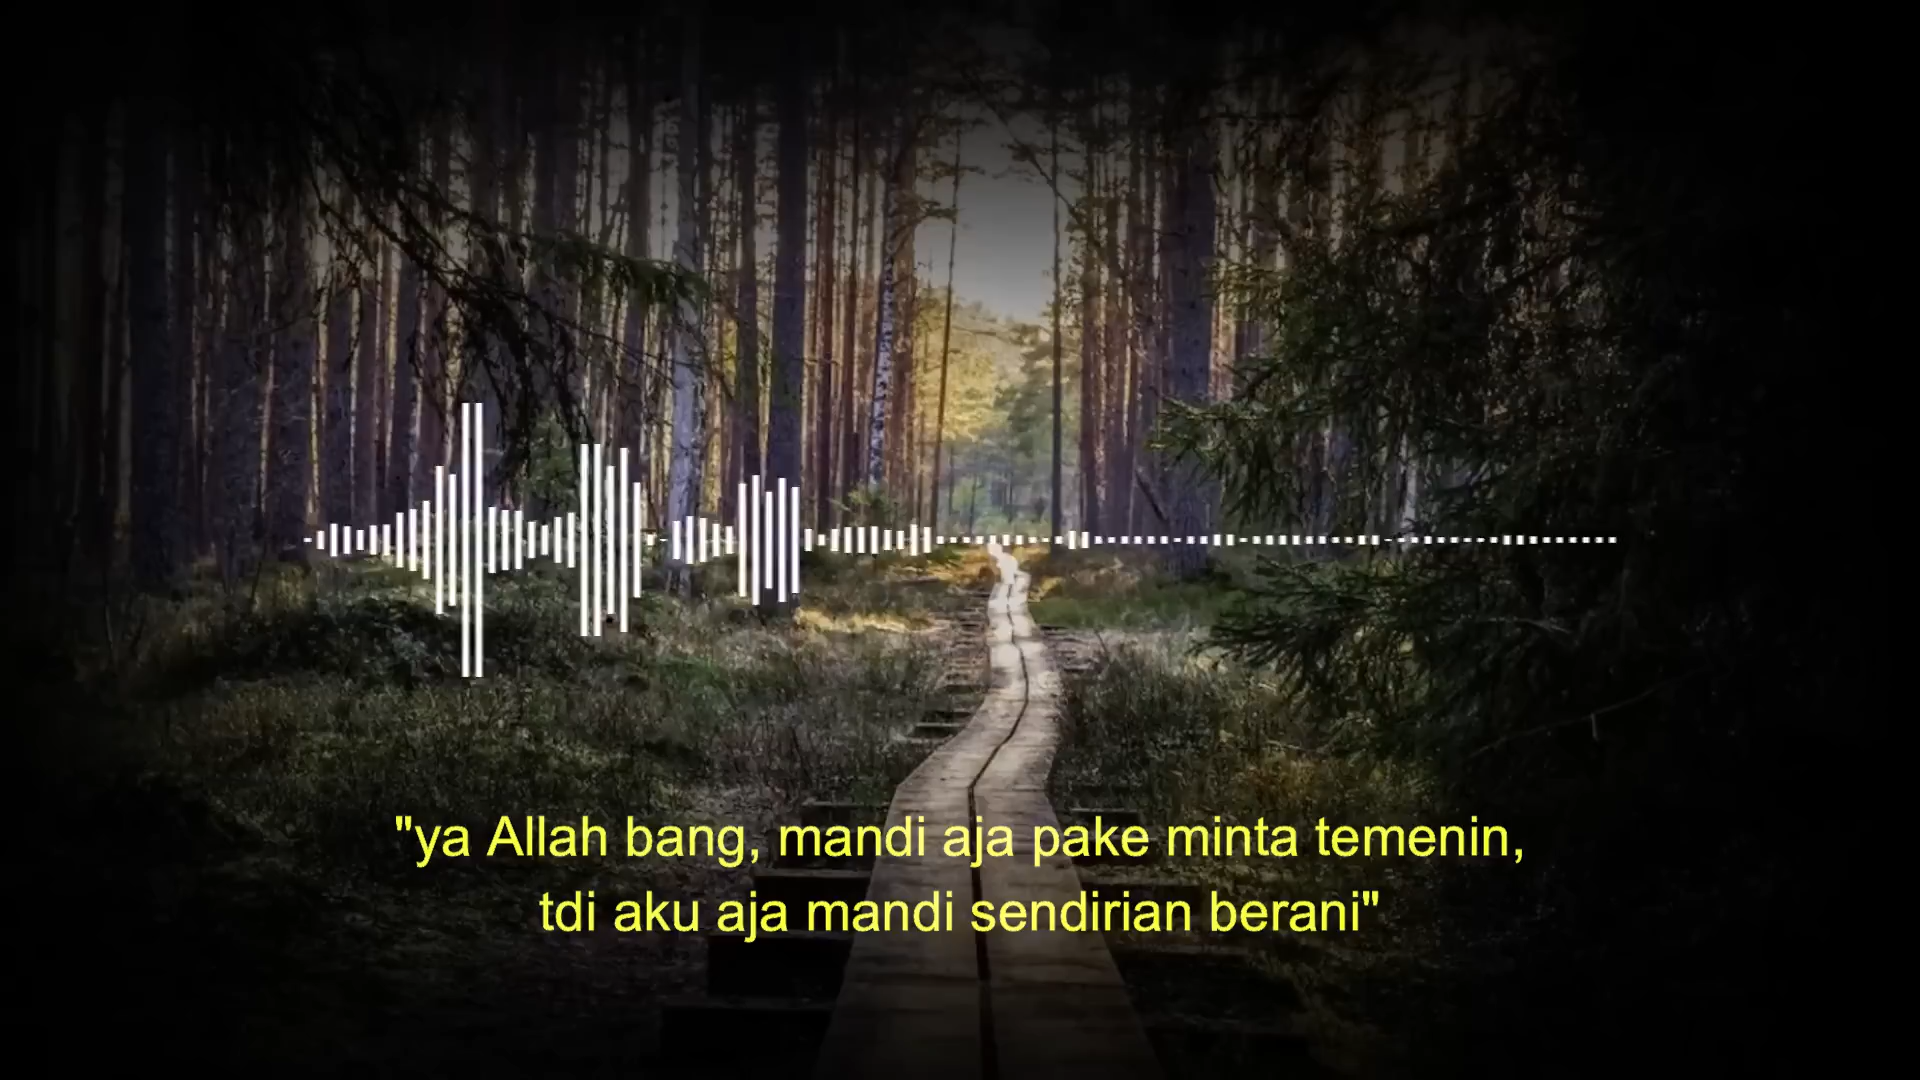 "ya Allah bang, mandi aja pake minta temenin,
tdi aku aja mandi sendirian berani"